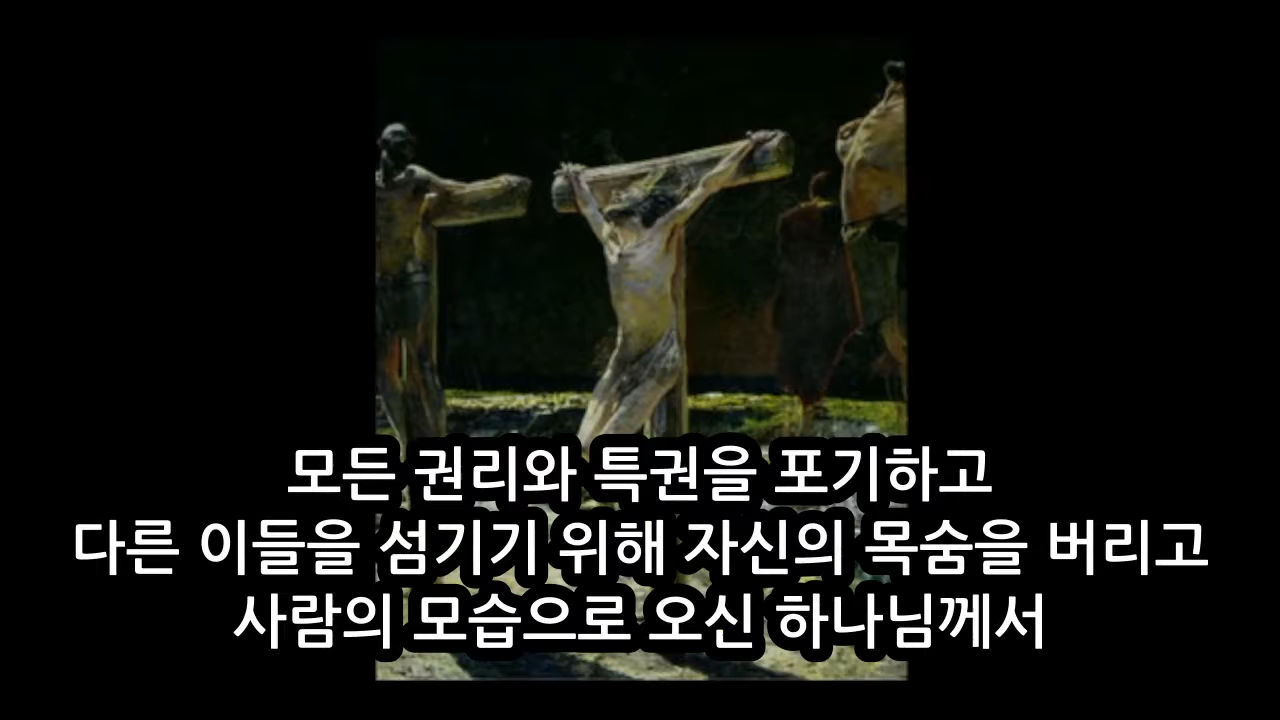 모든 권리와 특권을 포기하고
다른 이들을 섬기기 위해 자신의 목숨을 버리고
사람의 모습으로 오신 하나님께서